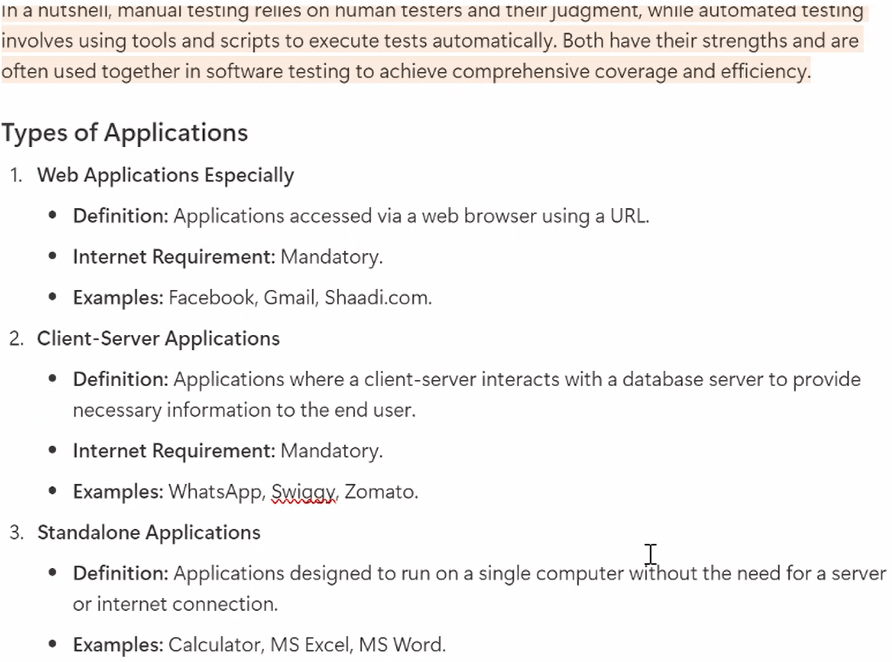 In a nutshell, manual testing relies on human testers and their judgment, while automated testing
involves using tools and scripts to execute tests automatically. Both have their strengths and are
often used together in software testing to achieve comprehensive coverage and efficiency.
Types of Applications
1. Web Applications Especially
• Definition: Applications accessed via a web browser using a URL.
• Internet Requirement: Mandatory.
• Examples: Facebook, Gmail, Shaadi.com.
2. Client-Server Applications
• Definition: Applications where a client-server interacts with a database server to provide
necessary information to the end user.
• Internet Requirement: Mandatory.
• Examples: WhatsApp, Swiggy, Zomato.
3. Standalone Applications
• Definition: Applications designed to run on a single computer without the need for a server
or internet connection.
• Examples: Calculator, MS Excel, MS Word.